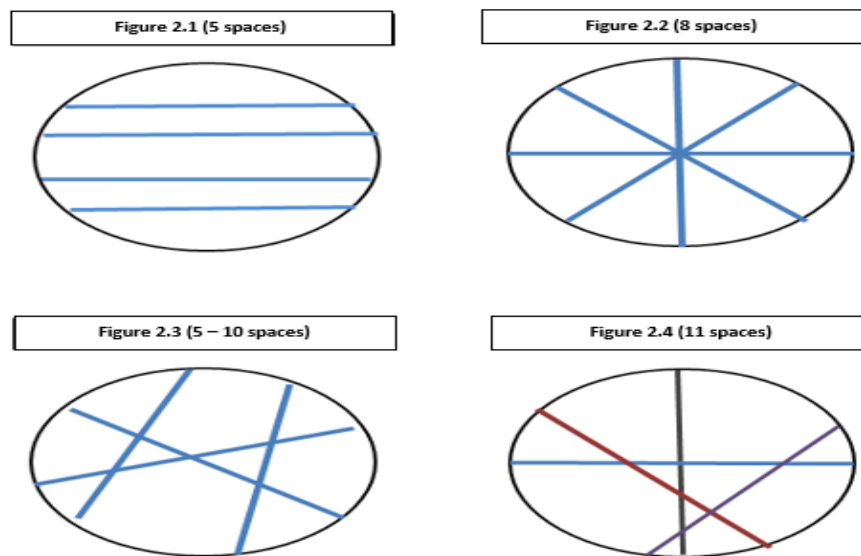 Figure 2.1 (5 spaces)
Figure 2.2 (8 spaces)
Figure 2.3 (5 – 10 spaces)
Figure 2.4 (11 spaces)